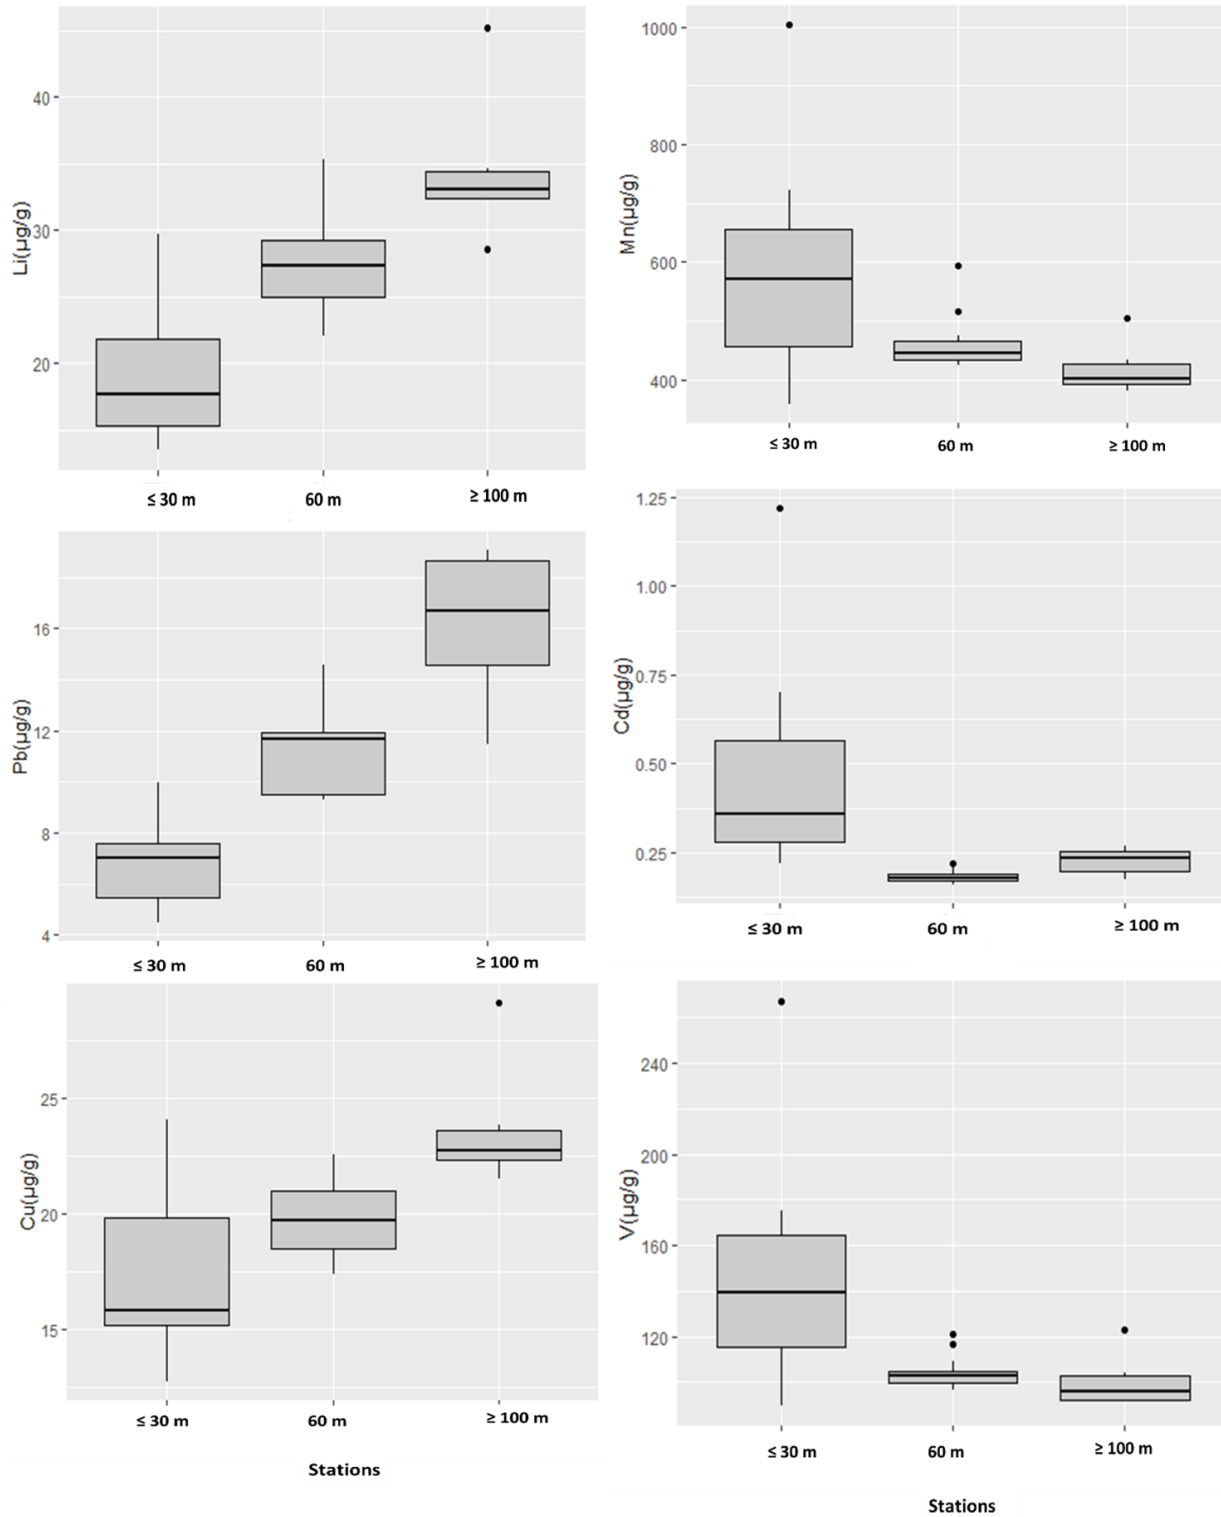 Li(µg/g)
40
30
20
≤ 30 m
60 m
≥ 100 m
Mn(µg/g)
1000
800
600
400
≤ 30 m
60 m
≥ 100 m
Pb(µg/g)
16
12
8
4
≤ 30 m
60 m
≥ 100 m
Cd(µg/g)
1.25
1.00
0.75
0.50
0.25
≤ 30 m
60 m
≥ 100 m
Cu(µg/g)
25
20
15
≤ 30 m
60 m
≥ 100 m
Stations
V(µg/g)
240
200
160
120
≤ 30 m
60 m
≥ 100 m
Stations